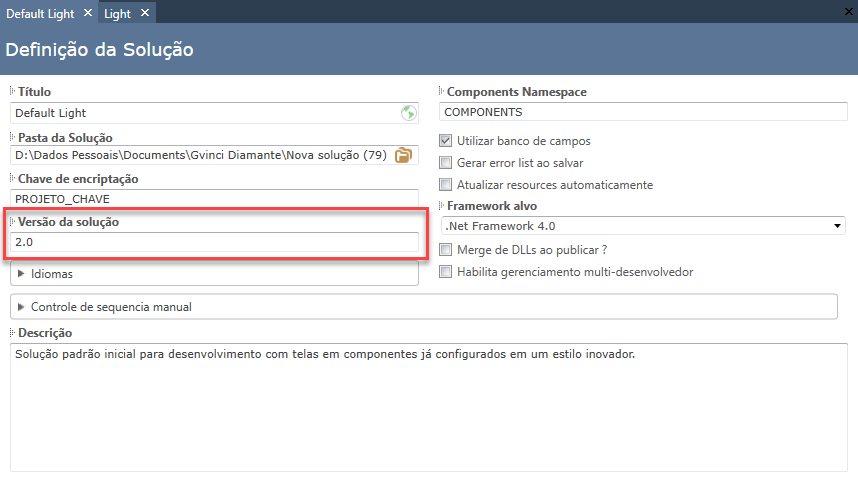 Default Light
Light
Definição da Solução
Título
Default Light
Pasta da Solução
D:\Dados Pessoais\Documents\Gvinci Diamante\Nova solução (79)
Chave de encriptação
PROJETO_CHAVE
Versão da solução
2.0
Idiomas
Components Namespace
COMPONENTS
Utilizar banco de campos
Gerar error list ao salvar
Atualizar resources automaticamente
Framework alvo
.Net Framework 4.0
Merge de DLLs ao publicar ?
Habilita gerenciamento multi-desenvolvedor
Controle de sequencia manual
Descrição
Solução padrão inicial para desenvolvimento com telas em componentes já configurados em um estilo inovador.